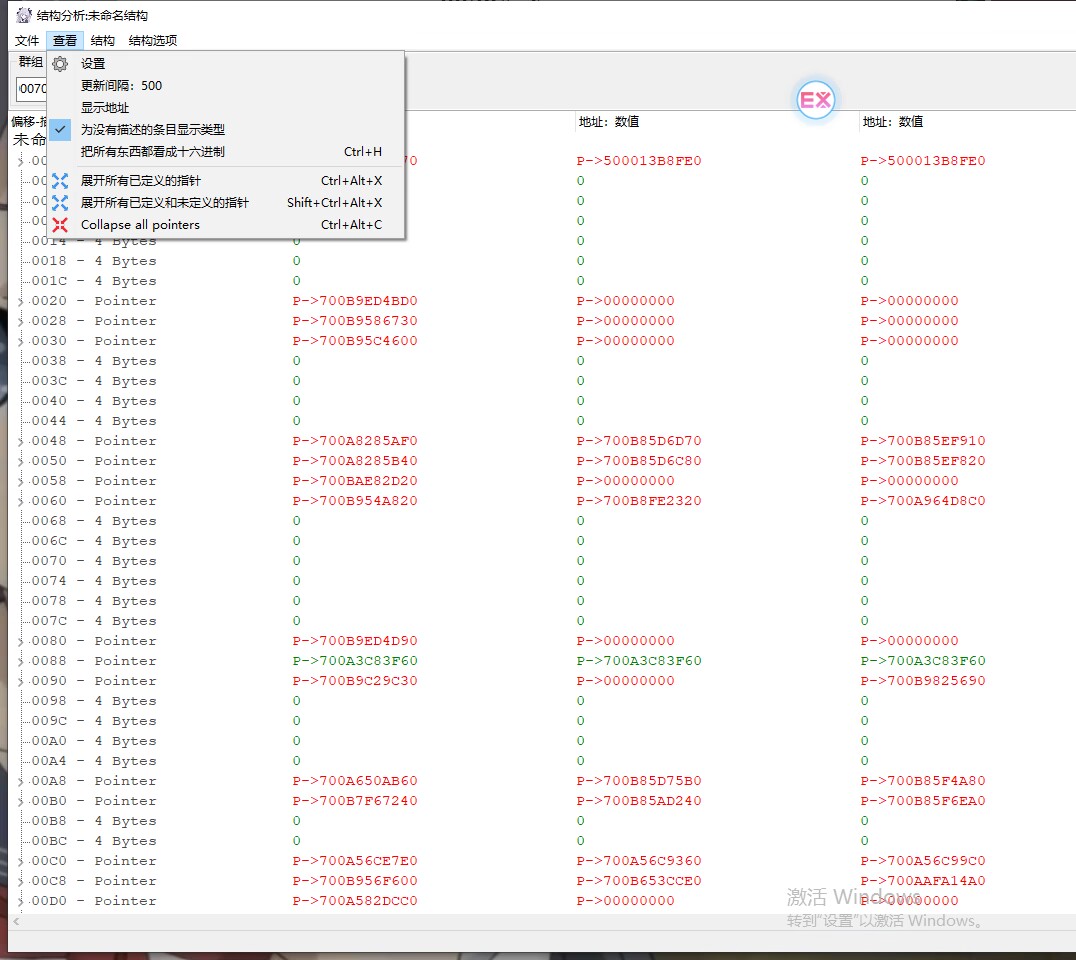 结构分析:未命名结构
文件 查看 结构 结构选项
群组
0070
设置
更新间隔：500
显示地址
为没有描述的条目显示类型
把所有东西都看成十六进制 Ctrl+H
展开所有已定义的指针 Ctrl+Alt+X
展开所有已定义和未定义的指针 Shift+Ctrl+Alt+X
Collapse all pointers Ctrl+Alt+C
EX
偏移- 地址：数值 地址：数值
未命
00 70 P->500013B8FE0 P->500013B8FE0
00 0 0
00 0 0
00 0 0
0014 - 4 Bytes 0 0 0
0018 - 4 Bytes 0 0 0
001C - 4 Bytes 0 0 0
0020 - Pointer P->700B9ED4BD0 P->00000000 P->00000000
0028 - Pointer P->700B9586730 P->00000000 P->00000000
0030 - Pointer P->700B95C4600 P->00000000 P->00000000
0038 - 4 Bytes 0 0 0
003C - 4 Bytes 0 0 0
0040 - 4 Bytes 0 0 0
0044 - 4 Bytes 0 0 0
0048 - Pointer P->700A8285AF0 P->700B85D6D70 P->700B85EF910
0050 - Pointer P->700A8285B40 P->700B85D6C80 P->700B85EF820
0058 - Pointer P->700BAE82D20 P->00000000 P->00000000
0060 - Pointer P->700B954A820 P->700B8FE2320 P->700A964D8C0
0068 - 4 Bytes 0 0 0
006C - 4 Bytes 0 0 0
0070 - 4 Bytes 0 0 0
0074 - 4 Bytes 0 0 0
0078 - 4 Bytes 0 0 0
007C - 4 Bytes 0 0 0
0080 - Pointer P->700B9ED4D90 P->00000000 P->00000000
0088 - Pointer P->700A3C83F60 P->700A3C83F60 P->700A3C83F60
0090 - Pointer P->700B9C29C30 P->00000000 P->700B9825690
0098 - 4 Bytes 0 0 0
009C - 4 Bytes 0 0 0
00A0 - 4 Bytes 0 0 0
00A4 - 4 Bytes 0 0 0
00A8 - Pointer P->700A650AB60 P->700B85D75B0 P->700B85F4A80
00B0 - Pointer P->700B7F67240 P->700B85AD240 P->700B85F6EA0
00B8 - 4 Bytes 0 0 0
00BC - 4 Bytes 0 0 0
00C0 - Pointer P->700A56CE7E0 P->700A56C9360 P->700A56C99C0
00C8 - Pointer P->700B956F600 P->700B653CCE0 P->700AAFA14A0
00D0 - Pointer P->700A582DCC0 P->00000000 P->00000000
激活 Windows
转到"设置"以激活 Windows。